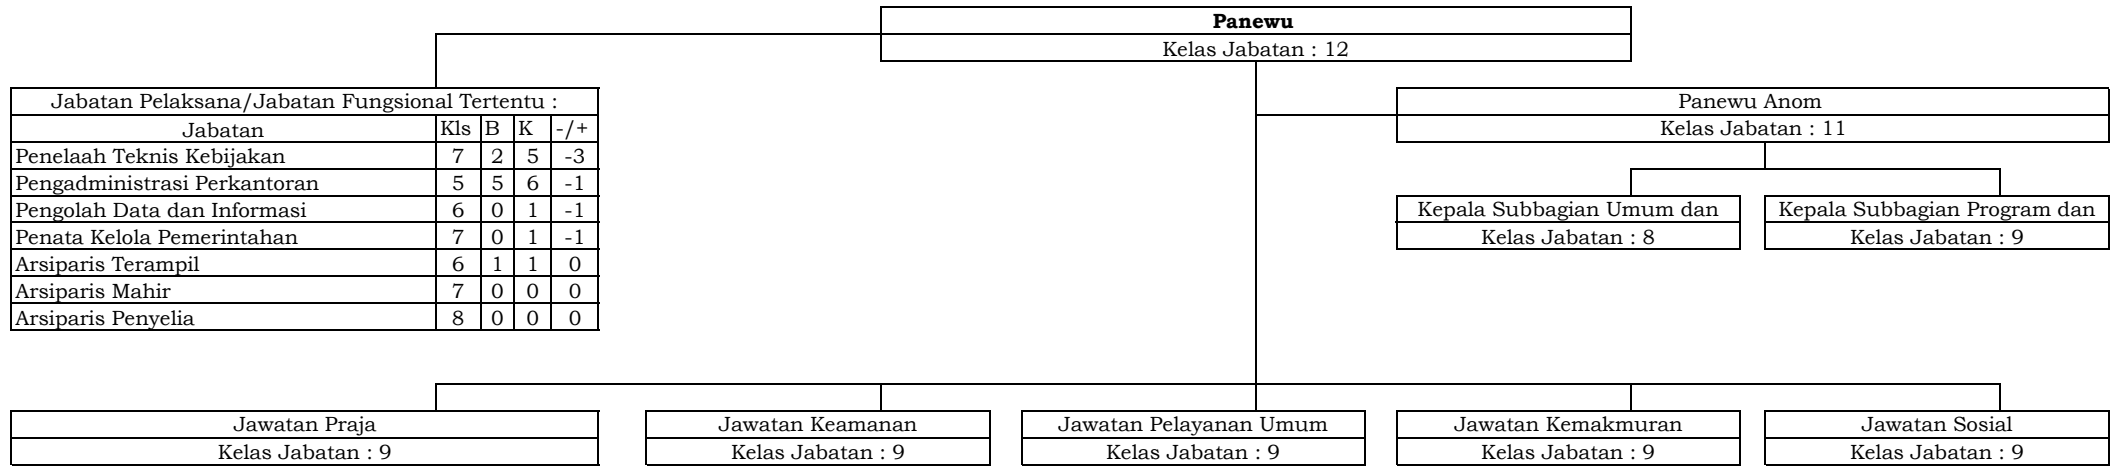 Panewu
Kelas Jabatan : 12
Jabatan Pelaksana/Jabatan Fungsional Tertentu :
Jabatan Kls B K -/+
Penelaah Teknis Kebijakan 7 2 5 -3
Pengadministrasi Perkantoran 5 5 6 -1
Pengolah Data dan Informasi 6 0 1 -1
Penata Kelola Pemerintahan 7 0 1 -1
Arsiparis Terampil 6 1 1 0
Arsiparis Mahir 7 0 0 0
Arsiparis Penyelia 8 0 0 0
Panewu Anom
Kelas Jabatan : 11
Kepala Subbagian Umum dan
Kelas Jabatan : 8
Kepala Subbagian Program dan
Kelas Jabatan : 9
Jawatan Praja
Kelas Jabatan : 9
Jawatan Keamanan
Kelas Jabatan : 9
Jawatan Pelayanan Umum
Kelas Jabatan : 9
Jawatan Kemakmuran
Kelas Jabatan : 9
Jawatan Sosial
Kelas Jabatan : 9